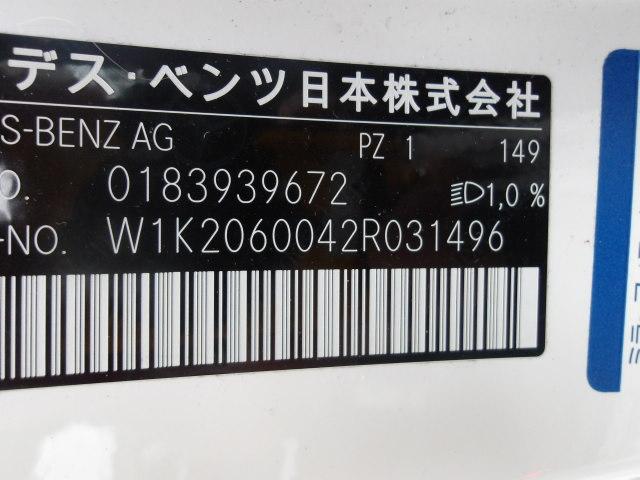 デス・ベンツ日本株式会社
S-BENZ AG PZ 1 149
O. 0183939672 1,0 %
-NO. W1K2060042R031496